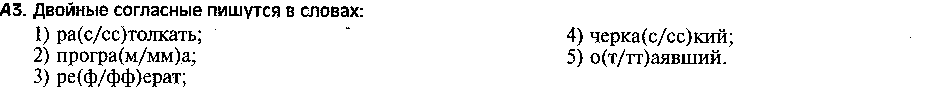 А3. Двойные согласные пишутся в словах:
1) ра(с/сс)толкать;
2) програ(м/мм)а;
3) ре(ф/фф)ерат;
4) черка(с/сс)кий;
5) о(т/тт)аявший.